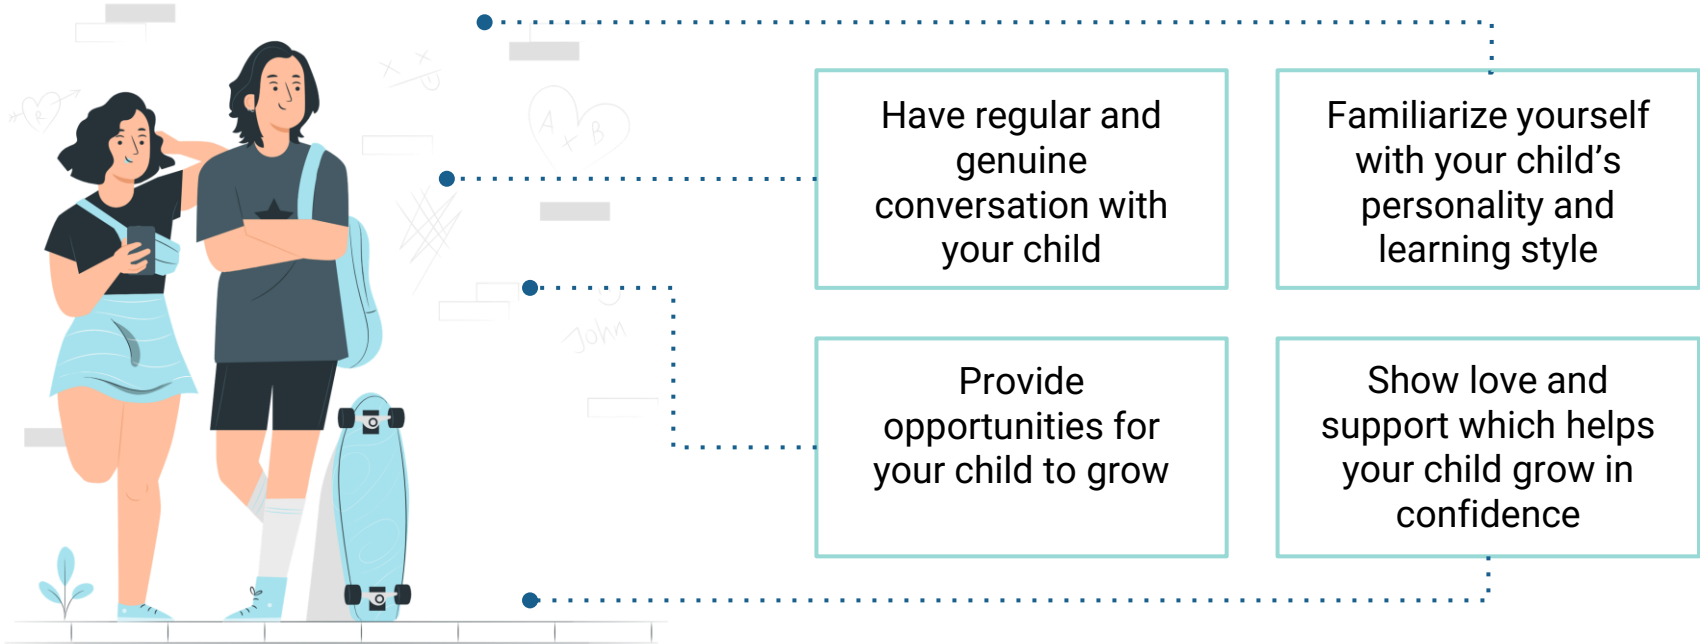 Have regular and
genuine
conversation with
your child
Familiarize yourself
with your child’s
personality and
learning style
Provide
opportunities for
your child to grow
Show love and
support which helps
your child grow in
confidence
R
A + B
John